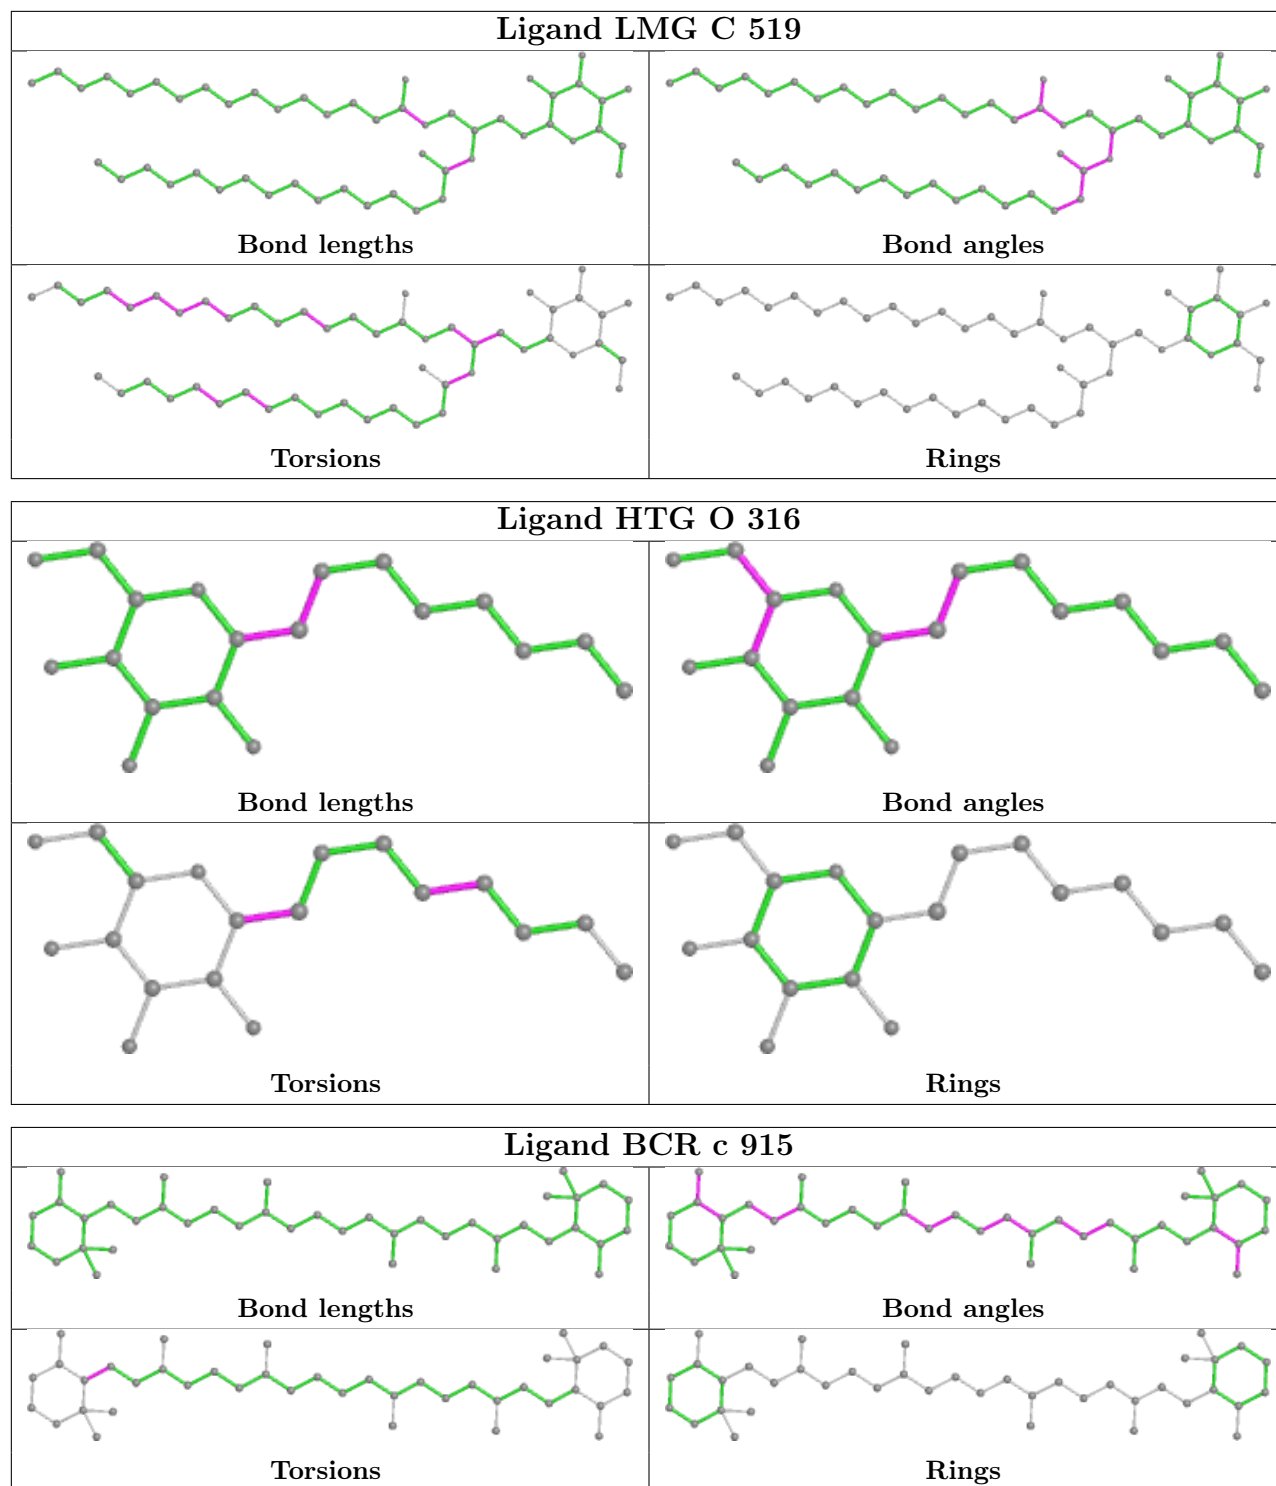 Ligand LMG C 519
Bond lengths
Bond angles
Torsions
Rings
Ligand HTG O 316
Bond lengths
Bond angles
Torsions
Rings
Ligand BCR c 915
Bond lengths
Bond angles
Torsions
Rings